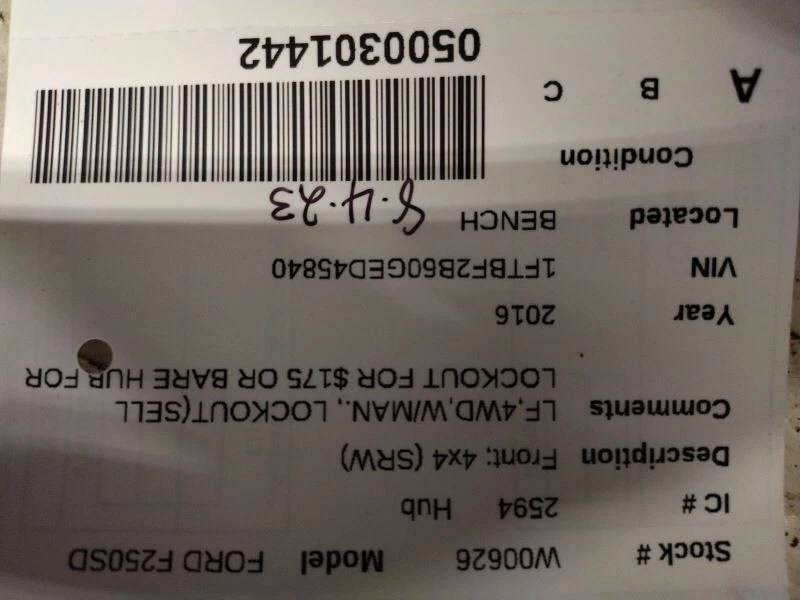 Stock # W00626 Model FORD F250SD
IC # 2594 Hub
Description Front; 4x4 (SRW)
Comments LF,4WD,W/MAN., LOCKOUT(SELL
LOCKOUT FOR $175 OR BARE HUB FOR
Year 2016
VIN 1FTBF2B60GED45840
Located BENCH 8.4.23
Condition
A B C
0500301442